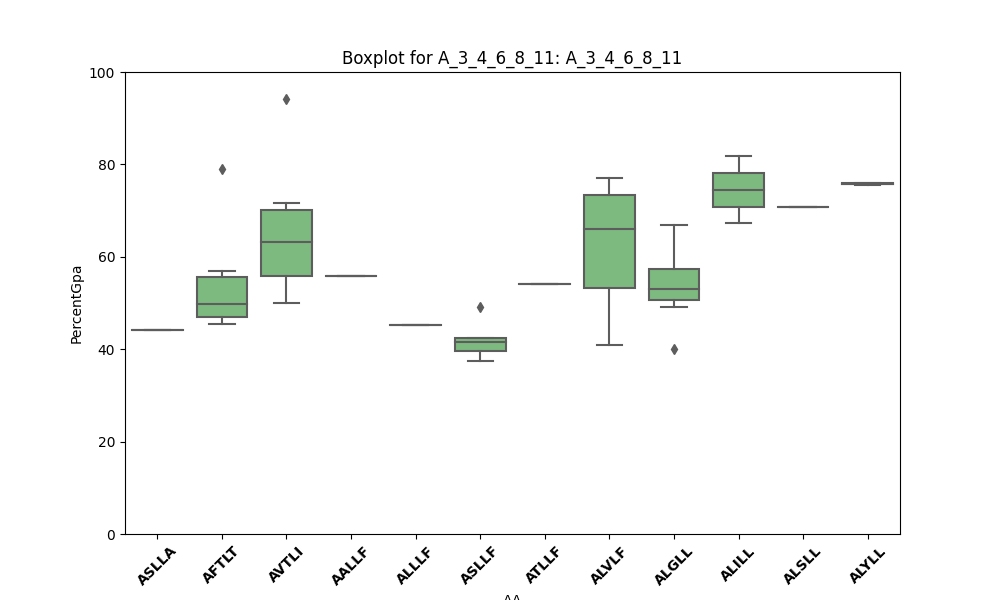 Boxplot for A_3_4_6_8_11: A_3_4_6_8_11
100
80
60
40
20
0
PercentGpa
ASLLA AFTLT AVTLI AALLF ALLLF ASLLF ATLLF ALVLF ALGLL ALILL ALSLL ALYLL
AA